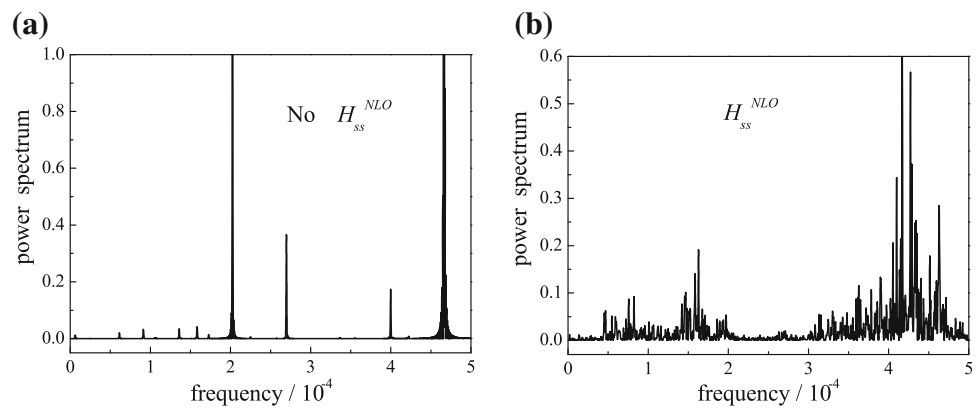 (a)
1.0
0.8
0.6
0.4
0.2
0.0
power spectrum
No H_ss^NLO
0 1 2 3 4 5
frequency / 10^-4
(b)
0.6
0.5
0.4
0.3
0.2
0.1
0.0
power spectrum
H_ss^NLO
0 1 2 3 4 5
frequency / 10^-4